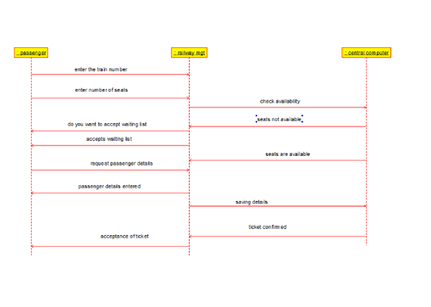 : passenger
: railway mgt
: central computer
enter the train number
enter number of seats
check availability
seats not available
do you want to accept waiting list
accepts waiting list
seats are available
request passenger details
passenger details entered
saving details
ticket confirmed
acceptance of ticket